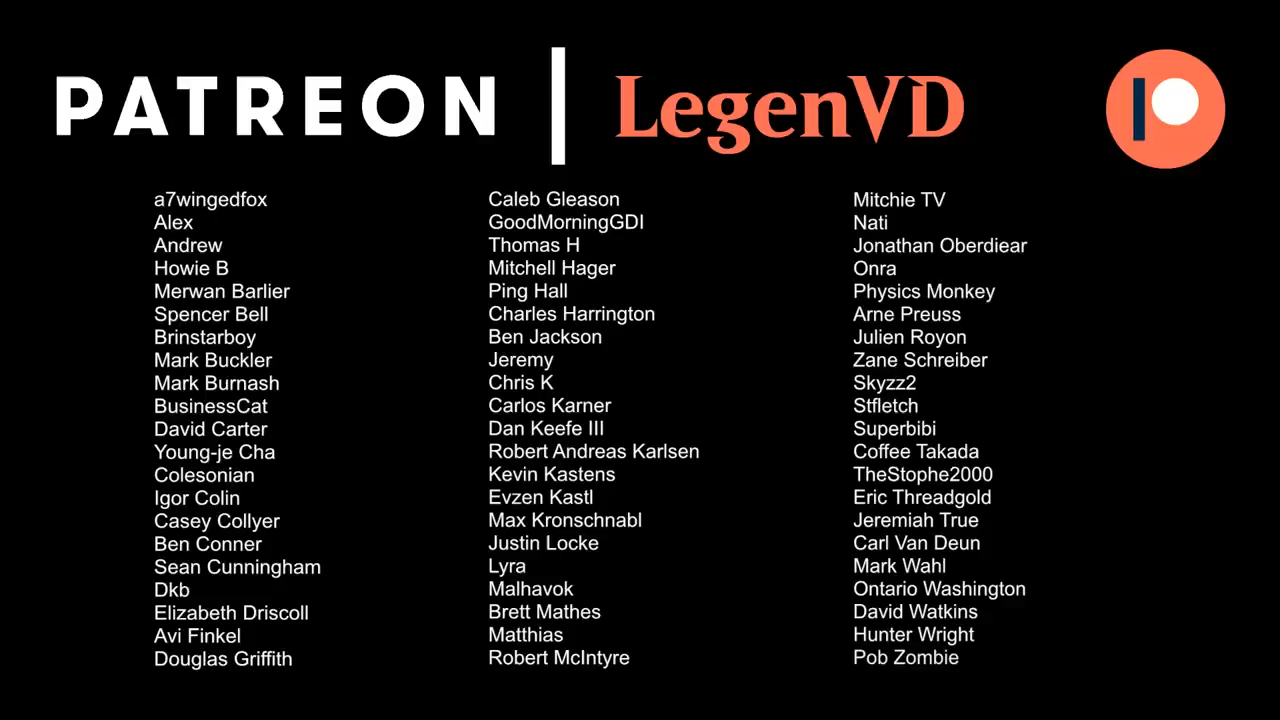 PATREON | LegenVD
a7wingedfox
Alex
Andrew
Howie B
Merwan Barlier
Spencer Bell
Brinstarboy
Mark Buckler
Mark Burnash
BusinessCat
David Carter
Young-je Cha
Colesonian
Igor Colin
Casey Collyer
Ben Conner
Sean Cunningham
Dkb
Elizabeth Driscoll
Avi Finkel
Douglas Griffith
Caleb Gleason
GoodMorningGDI
Thomas H
Mitchell Hager
Ping Hall
Charles Harrington
Ben Jackson
Jeremy
Chris K
Carlos Karner
Dan Keefe III
Robert Andreas Karlsen
Kevin Kastens
Evzen Kastl
Max Kronschnabl
Justin Locke
Lyra
Malhavok
Brett Mathes
Matthias
Robert McIntyre
Mitchie TV
Nati
Jonathan Oberdiear
Onra
Physics Monkey
Arne Preuss
Julien Royon
Zane Schreiber
Skyzz2
Stfletch
Superbibi
Coffee Takada
TheStophe2000
Eric Threadgold
Jeremiah True
Carl Van Deun
Mark Wahl
Ontario Washington
David Watkins
Hunter Wright
Pob Zombie